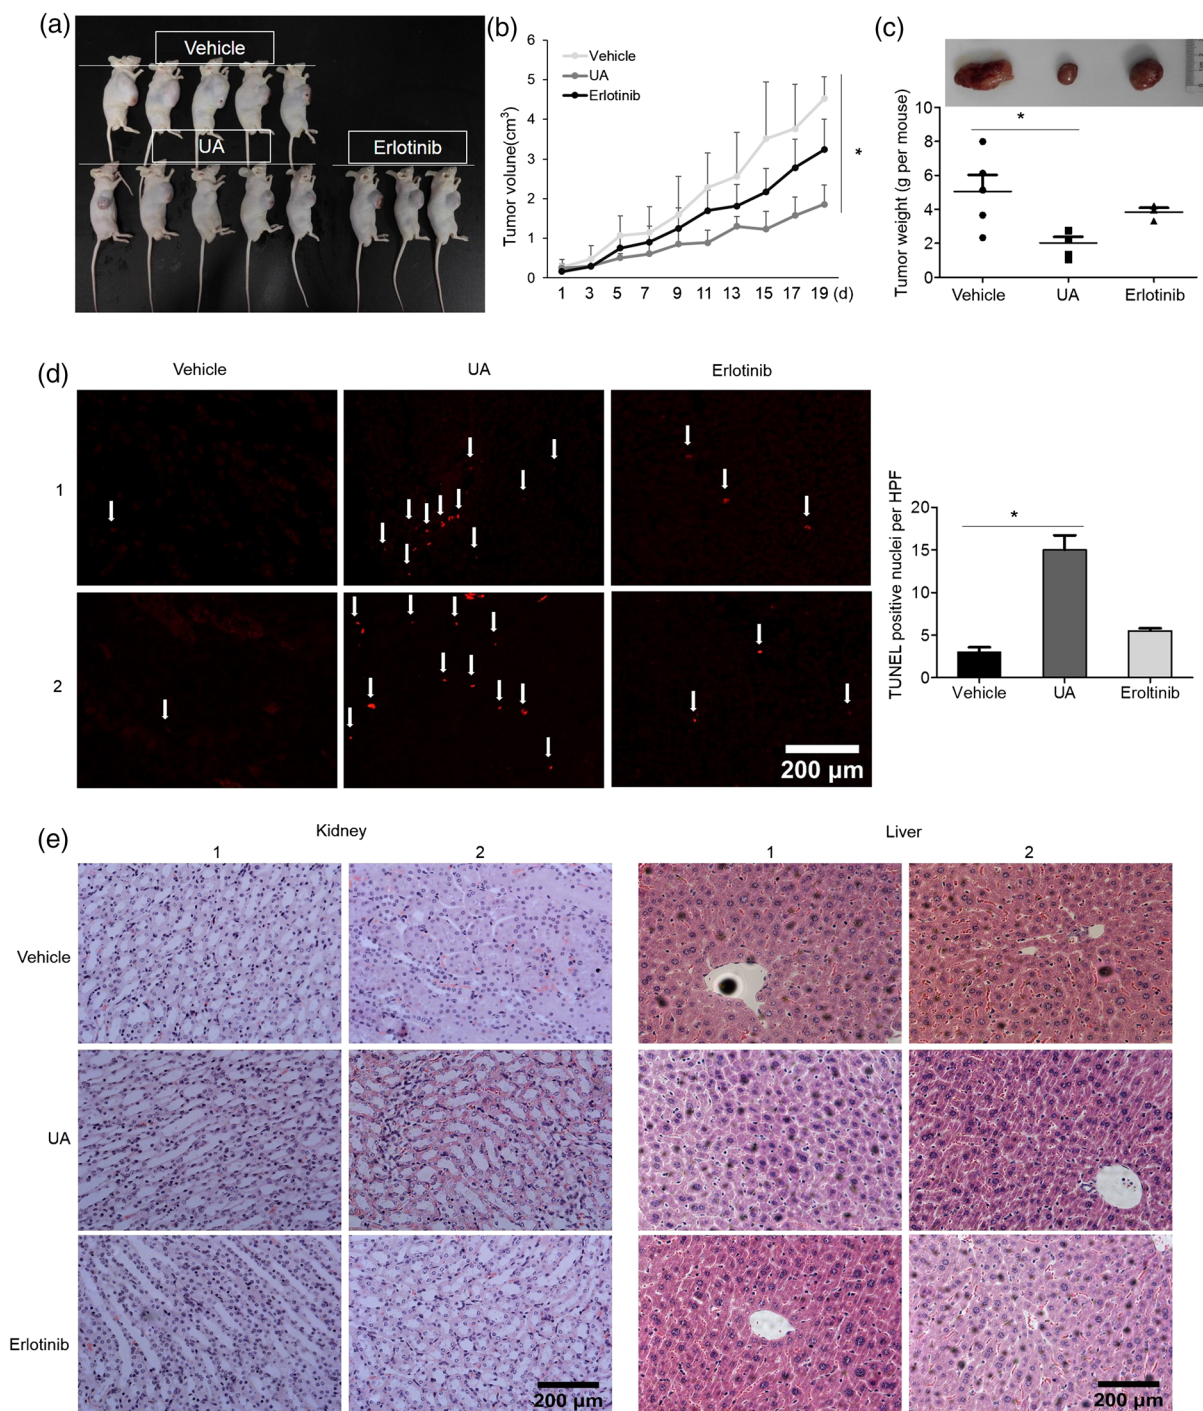 (a)
Vehicle
UA
Erlotinib
(b)
Tumor volume(cm³)
6
5
4
3
2
1
0
Vehicle
UA
Erlotinib
*
1 3 5 7 9 11 13 15 17 19 (d)
(c)
Tumor weight (g per mouse)
10
8
6
4
2
0
*
Vehicle UA Erlotinib
(d)
Vehicle UA Erlotinib
1
2
200 µm
TUNEL positive nuclei per HPF
20
15
10
5
0
*
Vehicle UA Eroltinib
(e)
Kidney Liver
1 2 1 2
Vehicle
UA
Erlotinib
200 µm
200 µm